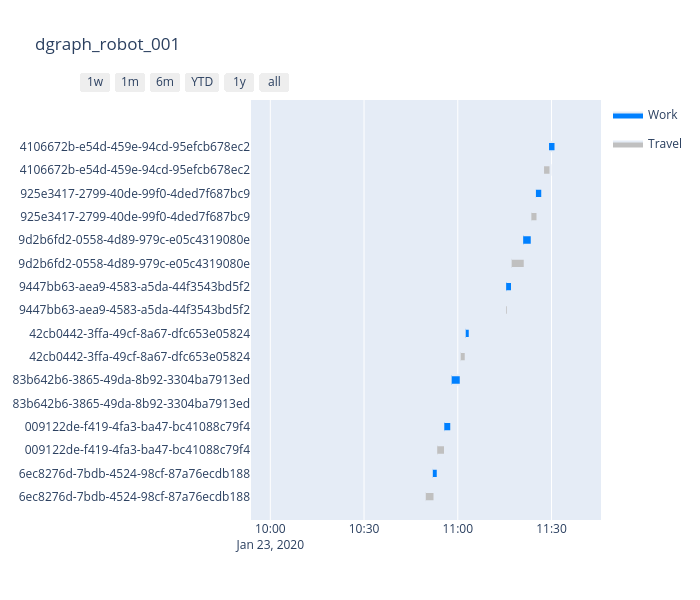 dgraph_robot_001
1w 1m 6m YTD 1y all
Work
Travel
4106672b-e54d-459e-94cd-95efcb678ec2
4106672b-e54d-459e-94cd-95efcb678ec2
925e3417-2799-40de-99f0-4ded7f687bc9
925e3417-2799-40de-99f0-4ded7f687bc9
9d2b6fd2-0558-4d89-979c-e05c4319080e
9d2b6fd2-0558-4d89-979c-e05c4319080e
9447bb63-aea9-4583-a5da-44f3543bd5f2
9447bb63-aea9-4583-a5da-44f3543bd5f2
42cb0442-3ffa-49cf-8a67-dfc653e05824
42cb0442-3ffa-49cf-8a67-dfc653e05824
83b642b6-3865-49da-8b92-3304ba7913ed
83b642b6-3865-49da-8b92-3304ba7913ed
009122de-f419-4fa3-ba47-bc41088c79f4
009122de-f419-4fa3-ba47-bc41088c79f4
6ec8276d-7bdb-4524-98cf-87a76ecdb188
6ec8276d-7bdb-4524-98cf-87a76ecdb188
10:00 10:30 11:00 11:30
Jan 23, 2020